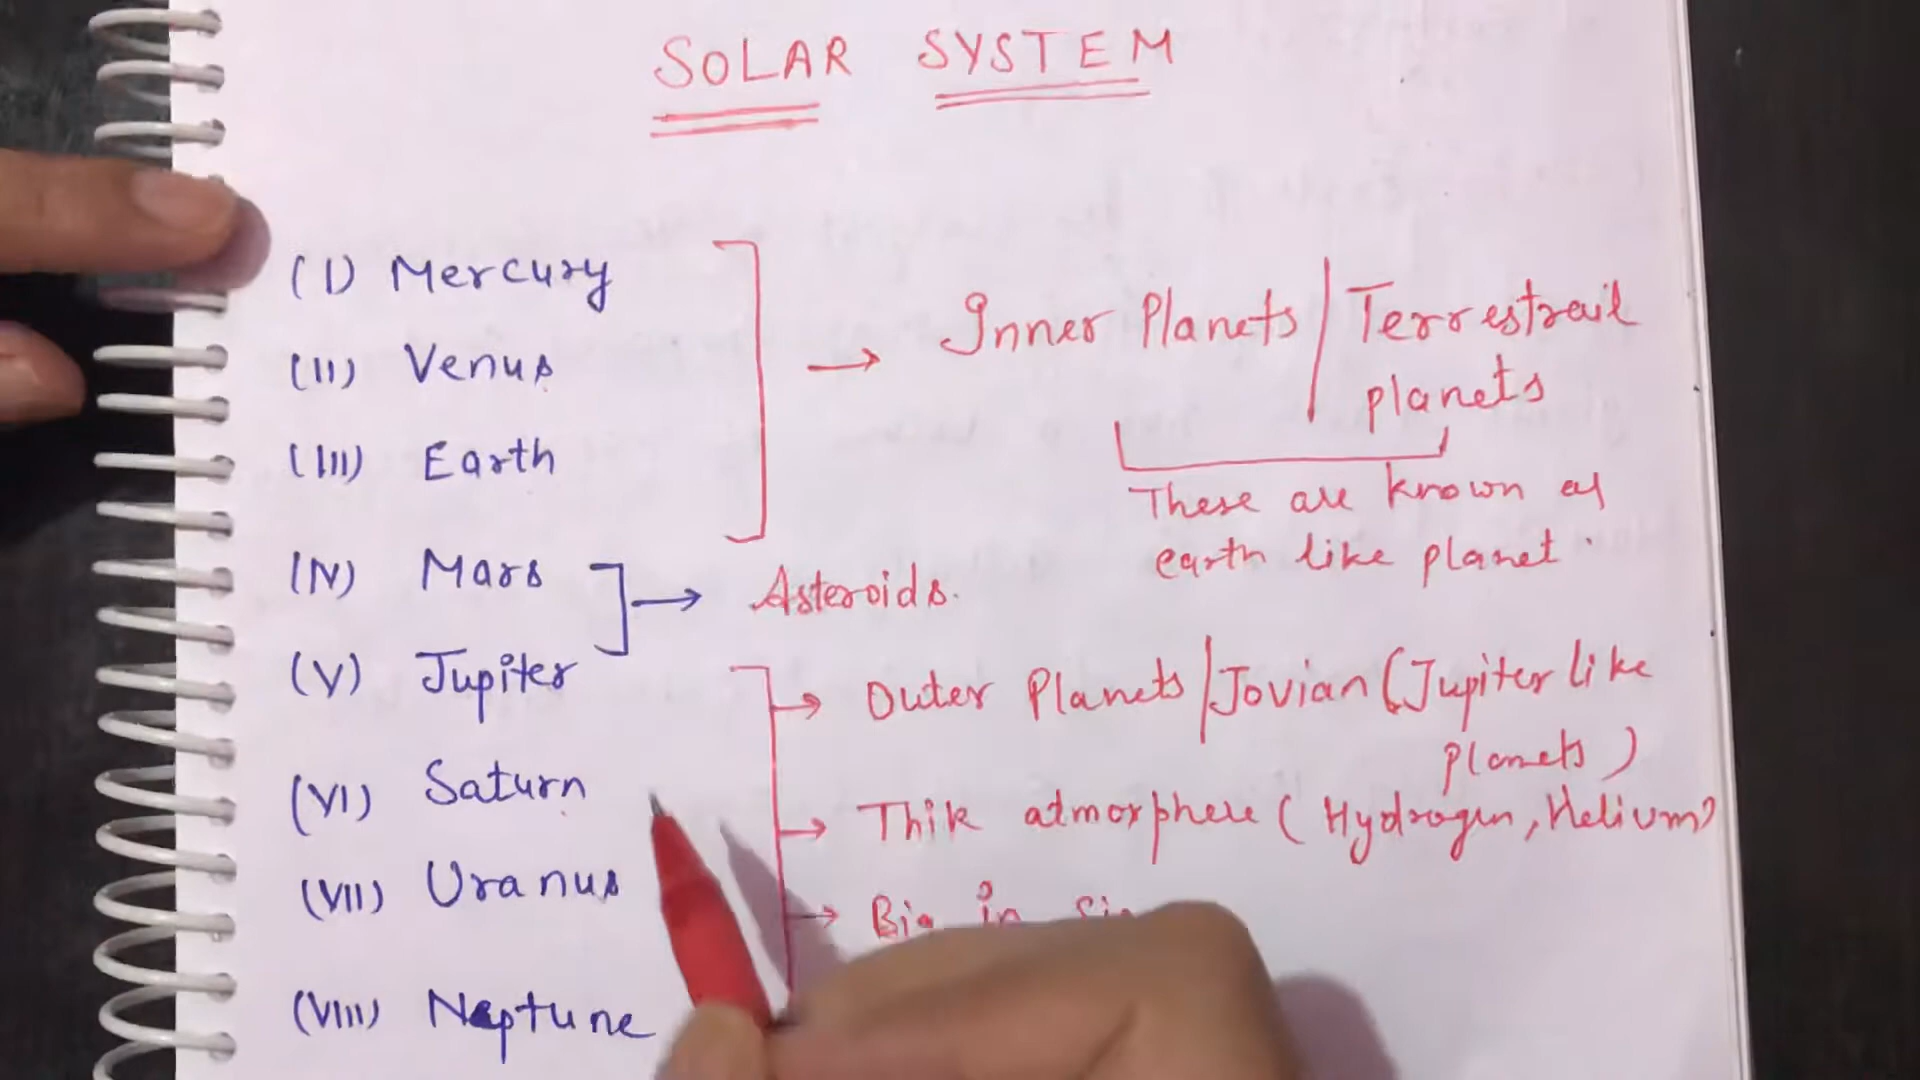 SOLAR SYSTEM
(I) Mercury
(II) Venus
(III) Earth
(IV) Mars
(V) Jupiter
(VI) Saturn
(VII) Uranus
(VIII) Neptune
→ Inner Planets / Terrestrail
planets
These are known as
earth like planet.
→ Asteroids.
→ Outer Planets / Jovian (Jupiter like
planets)
→ Thik atmosphere (Hydrogen, Helium)
→ Big in